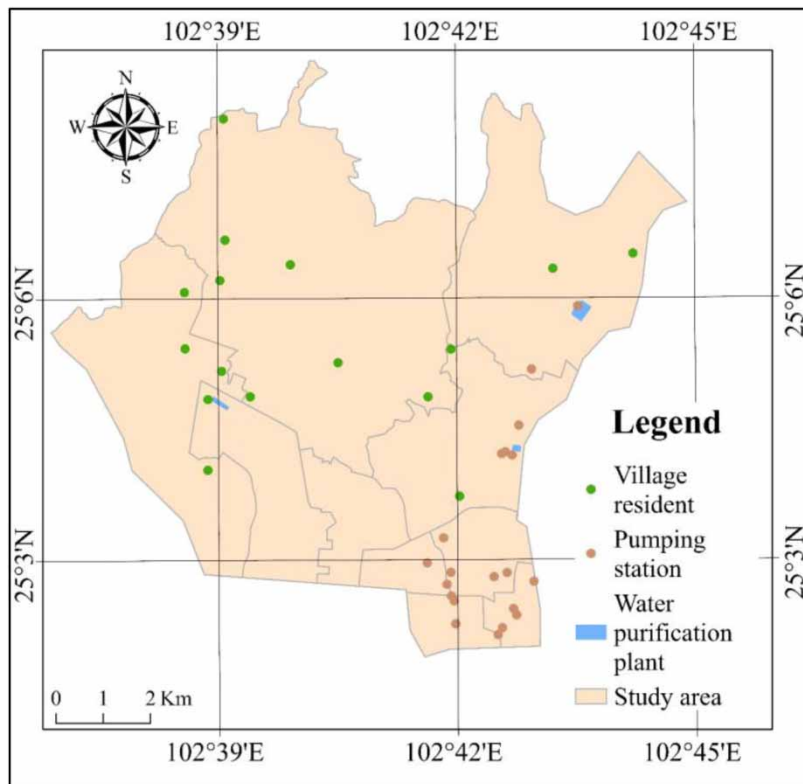 102°39'E 102°42'E 102°45'E
N
W E
S
25°6'N 25°6'N
Legend
Village
resident
Pumping
station
25°3'N 25°3'N
Water
purification
plant
Study area
0 1 2 Km
102°39'E 102°42'E 102°45'E